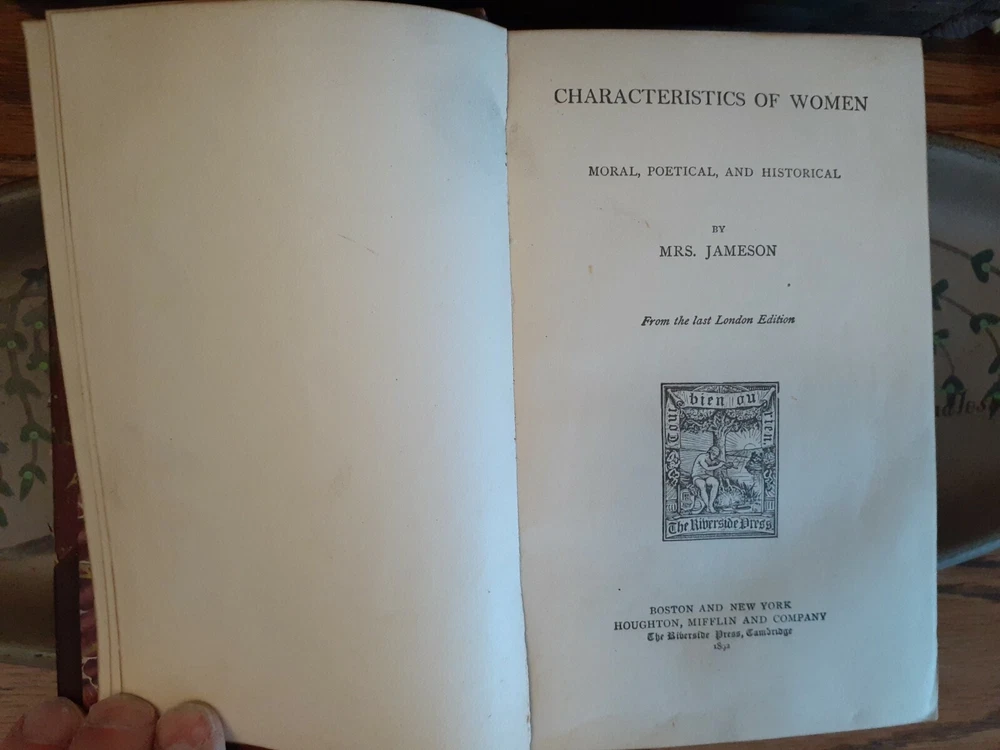 CHARACTERISTICS OF WOMEN
MORAL, POETICAL, AND HISTORICAL
BY
MRS. JAMESON
From the last London Edition
Tout bien ou rien.
The Riverside Press
BOSTON AND NEW YORK
HOUGHTON, MIFFLIN AND COMPANY
The Riverside Press, Cambridge